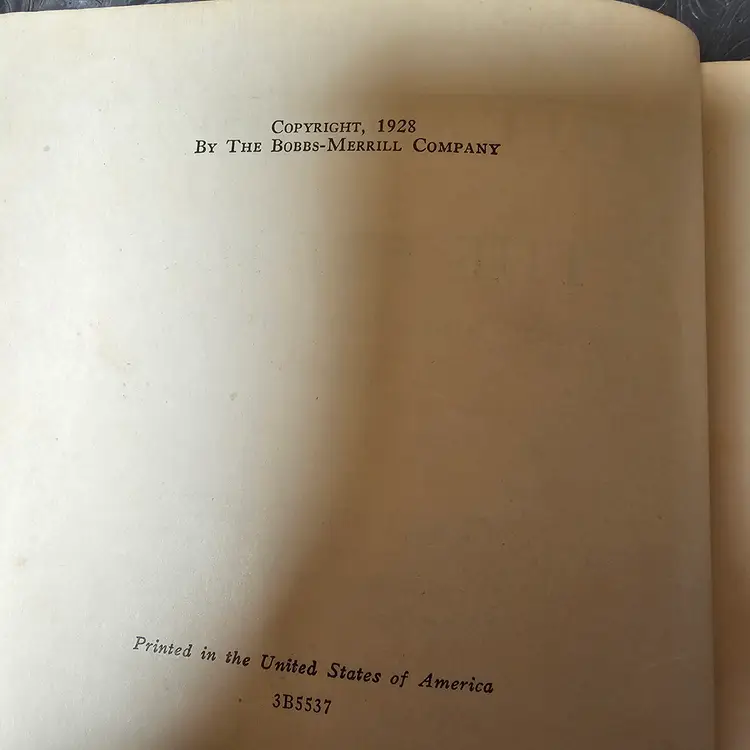 COPYRIGHT, 1928
BY THE BOBBS-MERRILL COMPANY
Printed in the United States of America
3B5537